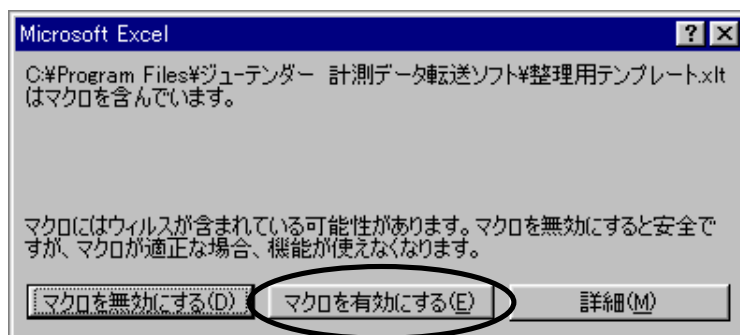 Microsoft Excel
C:¥Program Files¥ジューテンダー 計測データ転送ソフト¥整理用テンプレート.xlt
はマクロを含んでいます。
マクロにはウィルスが含まれている可能性があります。マクロを無効にすると安全で
すが、マクロが適正な場合、機能が使えなくなります。
マクロを無効にする(D) マクロを有効にする(E) 詳細(M)